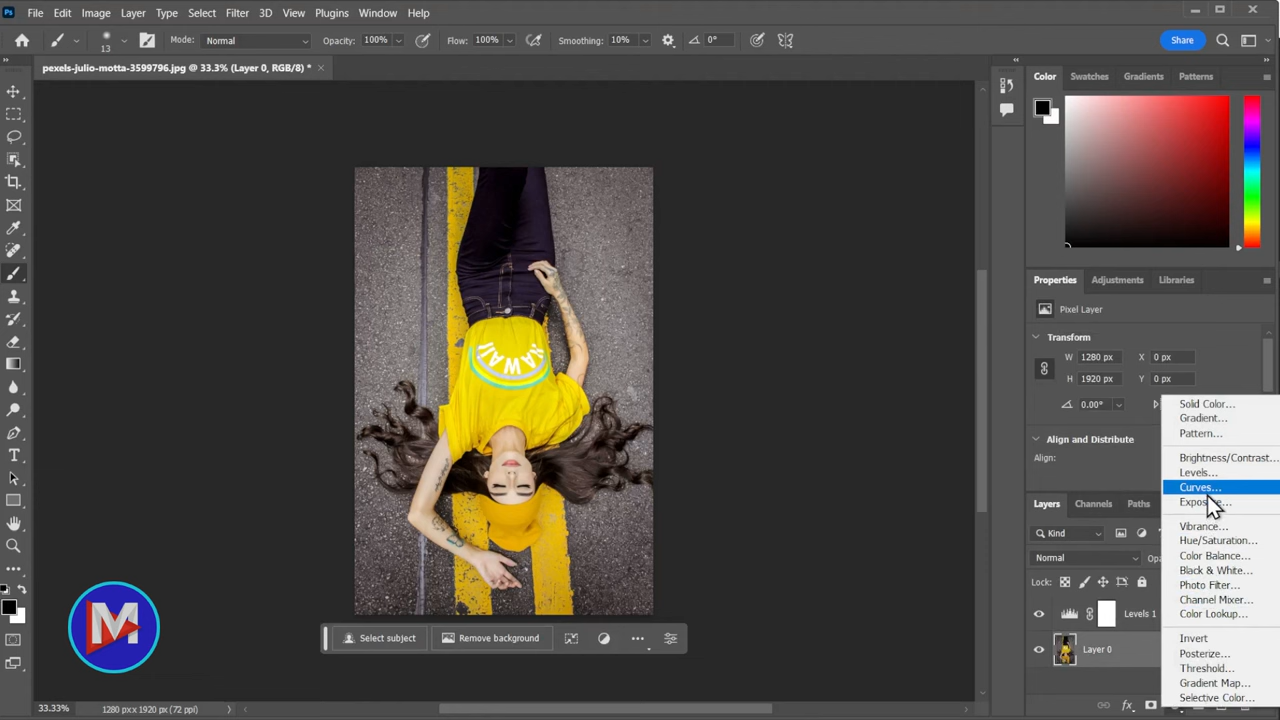 Ps File Edit Image Layer Type Select Filter 3D View Plugins Window Help
13 Mode: Normal Opacity: 100% Flow: 100% Smoothing: 10% 0° Share
pexels-julio-motta-3599796.jpg @ 33.3% (Layer 0, RGB/8) *
Color Swatches Gradients Patterns
Properties Adjustments Libraries
Pixel Layer
Transform
W 1280 px X 0 px
H 1920 px Y 0 px
0.00°
Align and Distribute
Align:
Layers Channels Paths
Kind
Normal
Lock:
Levels 1
Layer 0
Solid Color...
Gradient...
Pattern...
Brightness/Contrast...
Levels...
Curves...
Vibrance...
Hue/Saturation...
Color Balance...
Black & White...
Photo Filter...
Channel Mixer...
Color Lookup...
Invert
Posterize...
Threshold...
Gradient Map...
Selective Color...
HAWAII
Select subject Remove background
M
33.33% 1280 px x 1920 px (72 ppi)